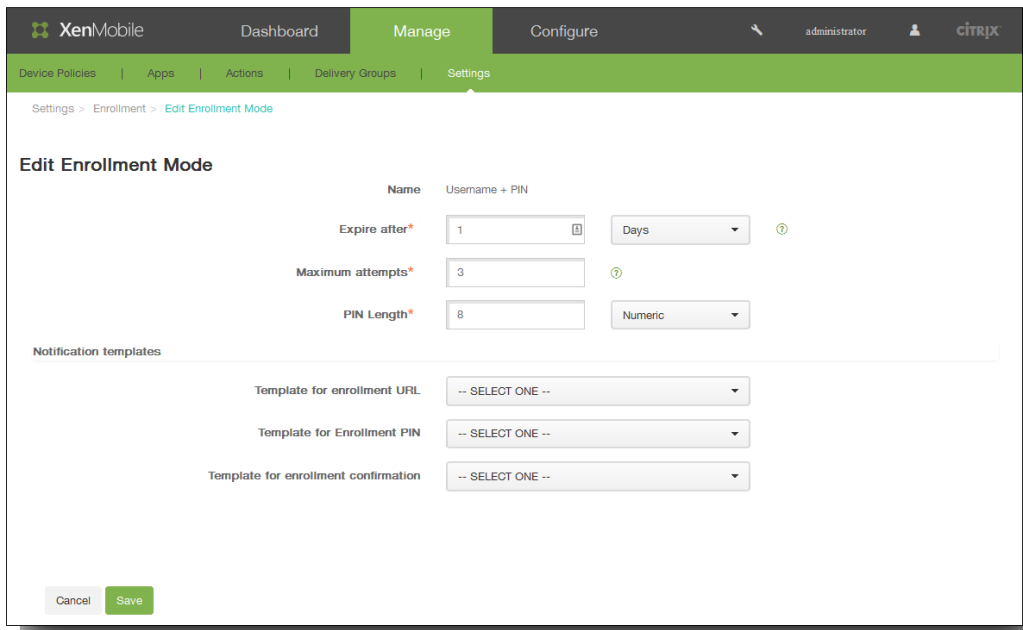 XenMobile Dashboard Manage Configure administrator CITRIX
Device Policies | Apps | Actions | Delivery Groups | Settings
Settings > Enrollment > Edit Enrollment Mode
Edit Enrollment Mode
Name Username + PIN
Expire after* 1 Days ?
Maximum attempts* 3 ?
PIN Length* 8 Numeric
Notification templates
Template for enrollment URL -- SELECT ONE --
Template for Enrollment PIN -- SELECT ONE --
Template for enrollment confirmation -- SELECT ONE --
Cancel Save